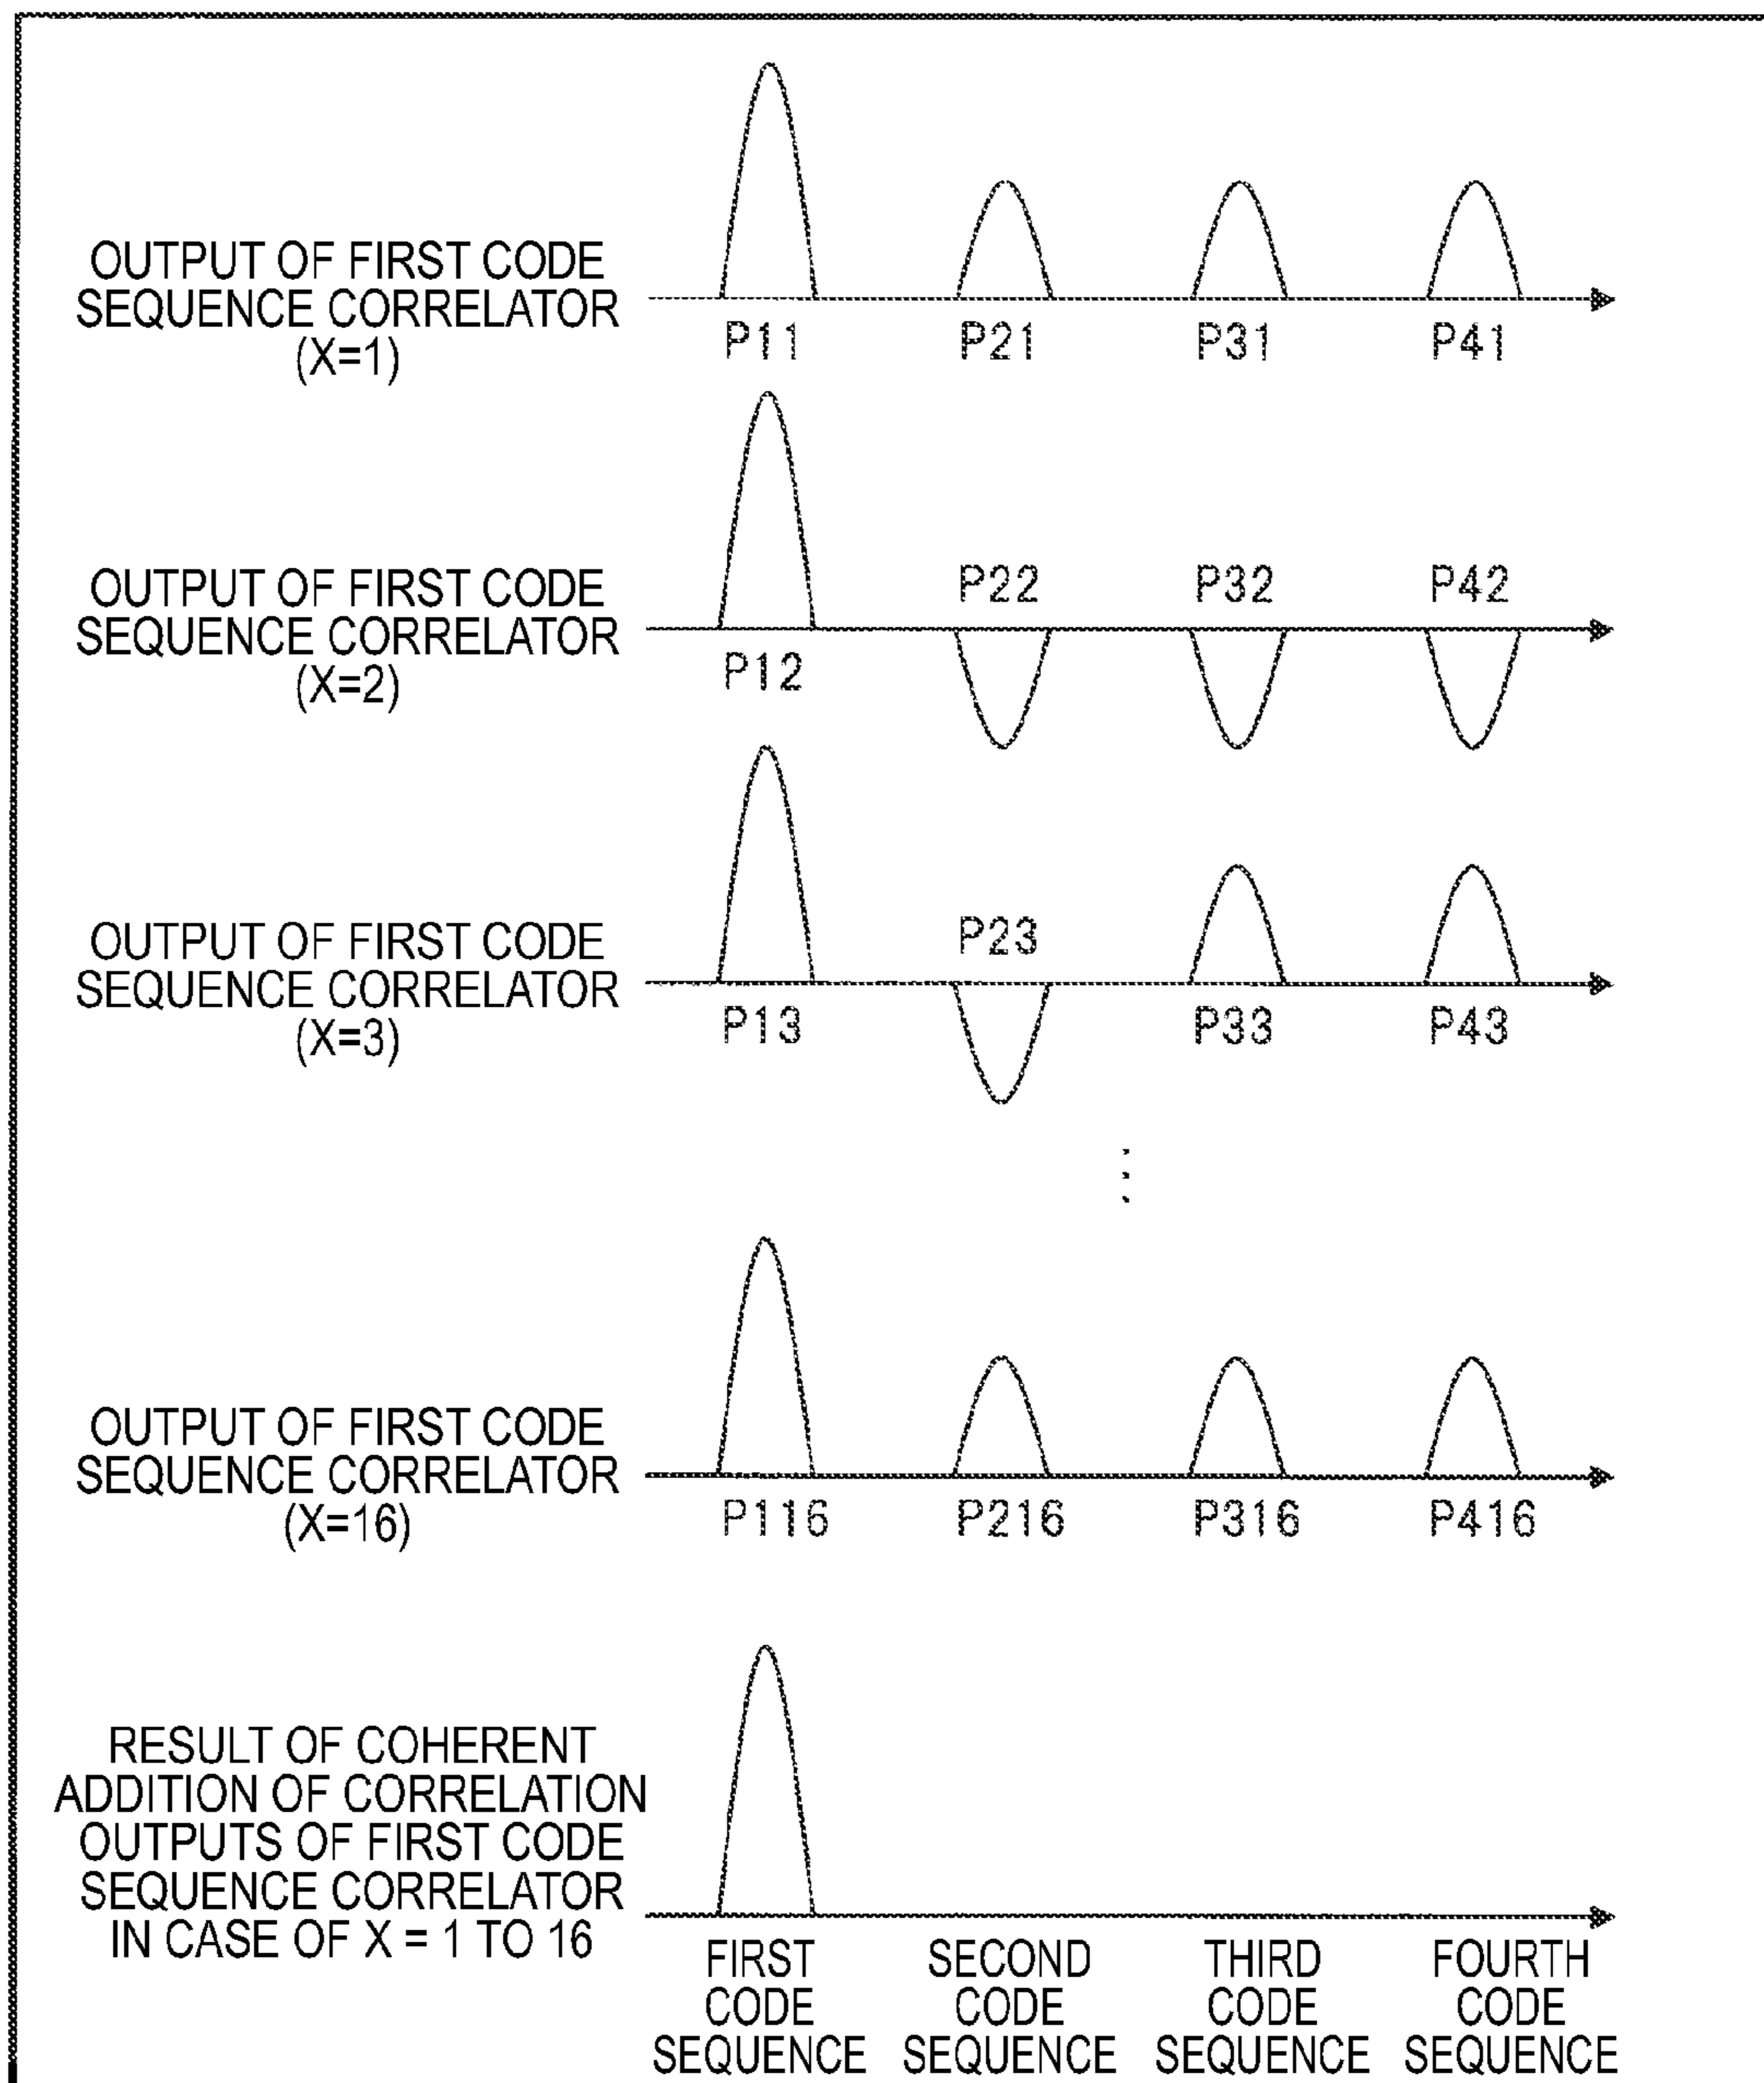 OUTPUT OF FIRST CODE
SEQUENCE CORRELATOR
(X=1)
P11
P21
P31
P41
OUTPUT OF FIRST CODE
SEQUENCE CORRELATOR
(X=2)
P12
P22
P32
P42
OUTPUT OF FIRST CODE
SEQUENCE CORRELATOR
(X=3)
P13
P23
P33
P43
OUTPUT OF FIRST CODE
SEQUENCE CORRELATOR
(X=16)
P116
P216
P316
P416
RESULT OF COHERENT
ADDITION OF CORRELATION
OUTPUTS OF FIRST CODE
SEQUENCE CORRELATOR
IN CASE OF X = 1 TO 16
FIRST
CODE
SEQUENCE
SECOND
CODE
SEQUENCE
THIRD
CODE
SEQUENCE
FOURTH
CODE
SEQUENCE